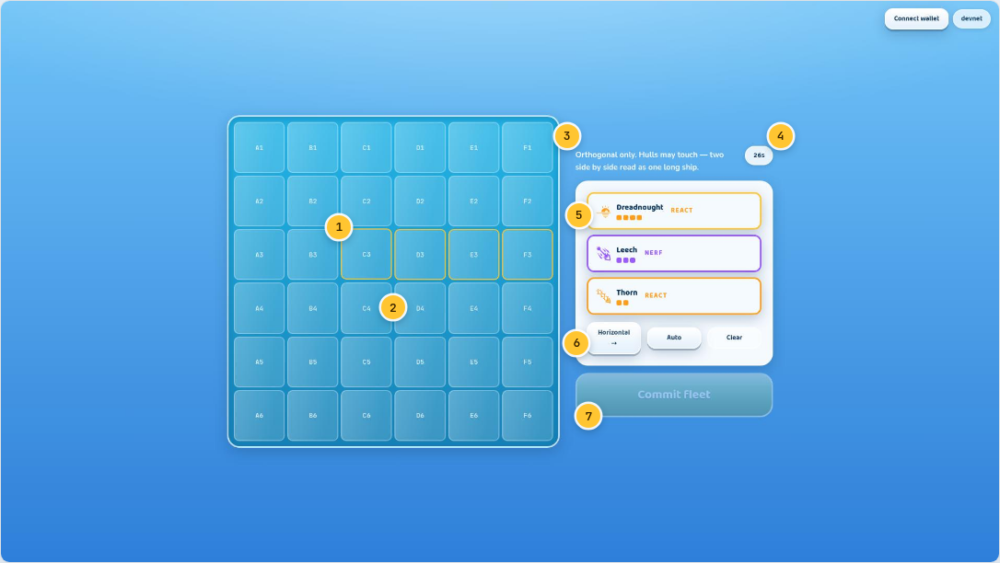 Connect wallet devnet
A1 B1 C1 D1 E1 F1
A2 B2 C2 D2 E2 F2
A3 B3 C3 D3 E3 F3
A4 B4 C4 D4 E4 F4
A5 B5 C5 D5 E5 F5
A6 B6 C6 D6 E6 F6
1
2
3
4
Orthogonal only. Hulls may touch — two
side by side read as one long ship.
26s
5
Dreadnought REACT
Leech NERF
Thorn REACT
6
Horizontal
→
Auto
Clear
Commit fleet
7